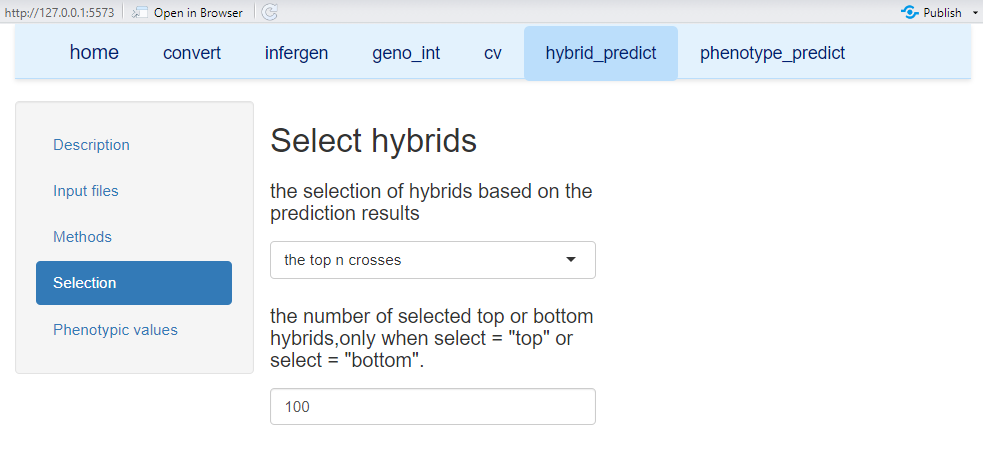 http://127.0.0.1:5573 Open in Browser Publish
home convert infergen geno_int cv hybrid_predict phenotype_predict
Description
Input files
Methods
Selection
Phenotypic values
Select hybrids
the selection of hybrids based on the
prediction results
the top n crosses
the number of selected top or bottom
hybrids,only when select = "top" or
select = "bottom".
100